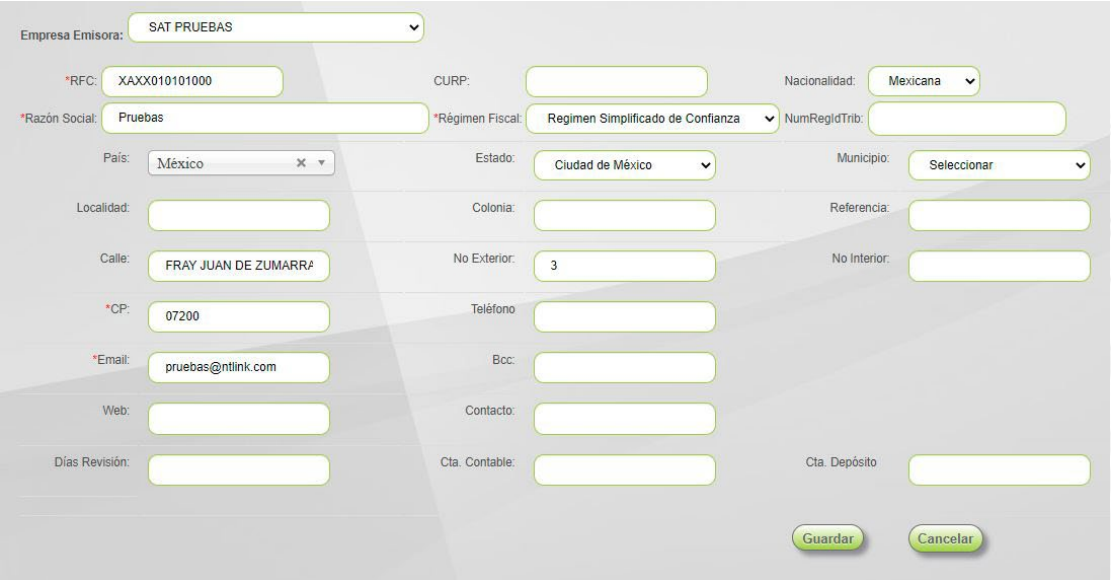 Empresa Emisora: SAT PRUEBAS
*RFC: XAXX010101000 CURP: Nacionalidad: Mexicana
*Razón Social: Pruebas *Régimen Fiscal: Regimen Simplificado de Confianza NumRegIdTrib:
País: México Estado: Ciudad de México Municipio: Seleccionar
Localidad: Colonia: Referencia:
Calle: FRAY JUAN DE ZUMARRA No Exterior: 3 No Interior:
*CP: 07200 Teléfono
*Email: pruebas@ntlink.com Bcc:
Web: Contacto:
Días Revisión: Cta. Contable: Cta. Depósito
Guardar Cancelar